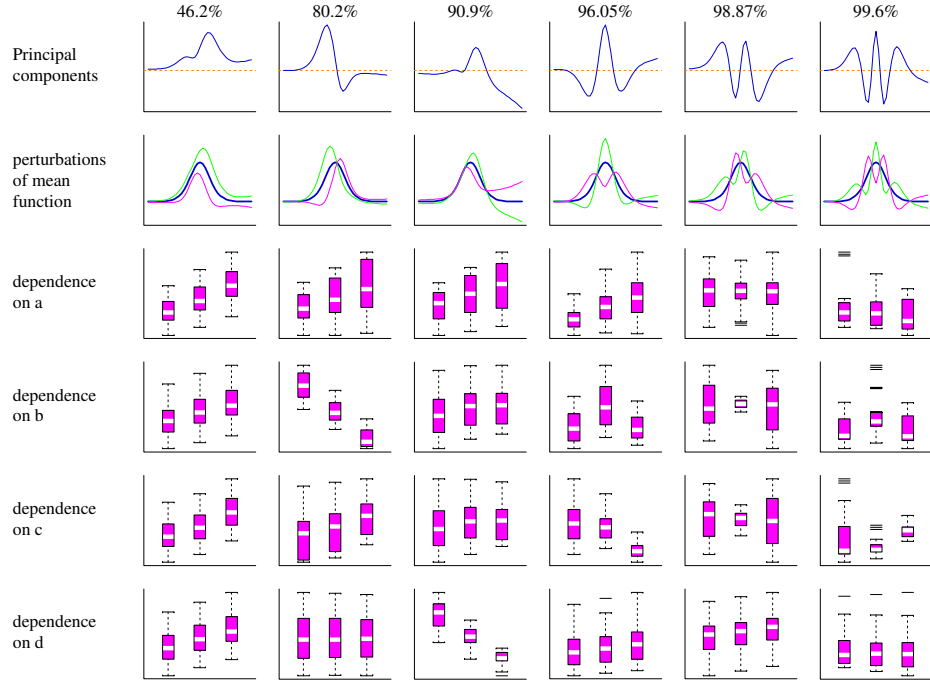 46.2% 80.2% 90.9% 96.05% 98.87% 99.6%
Principal
components
perturbations
of mean
function
dependence
on a
dependence
on b
dependence
on c
dependence
on d